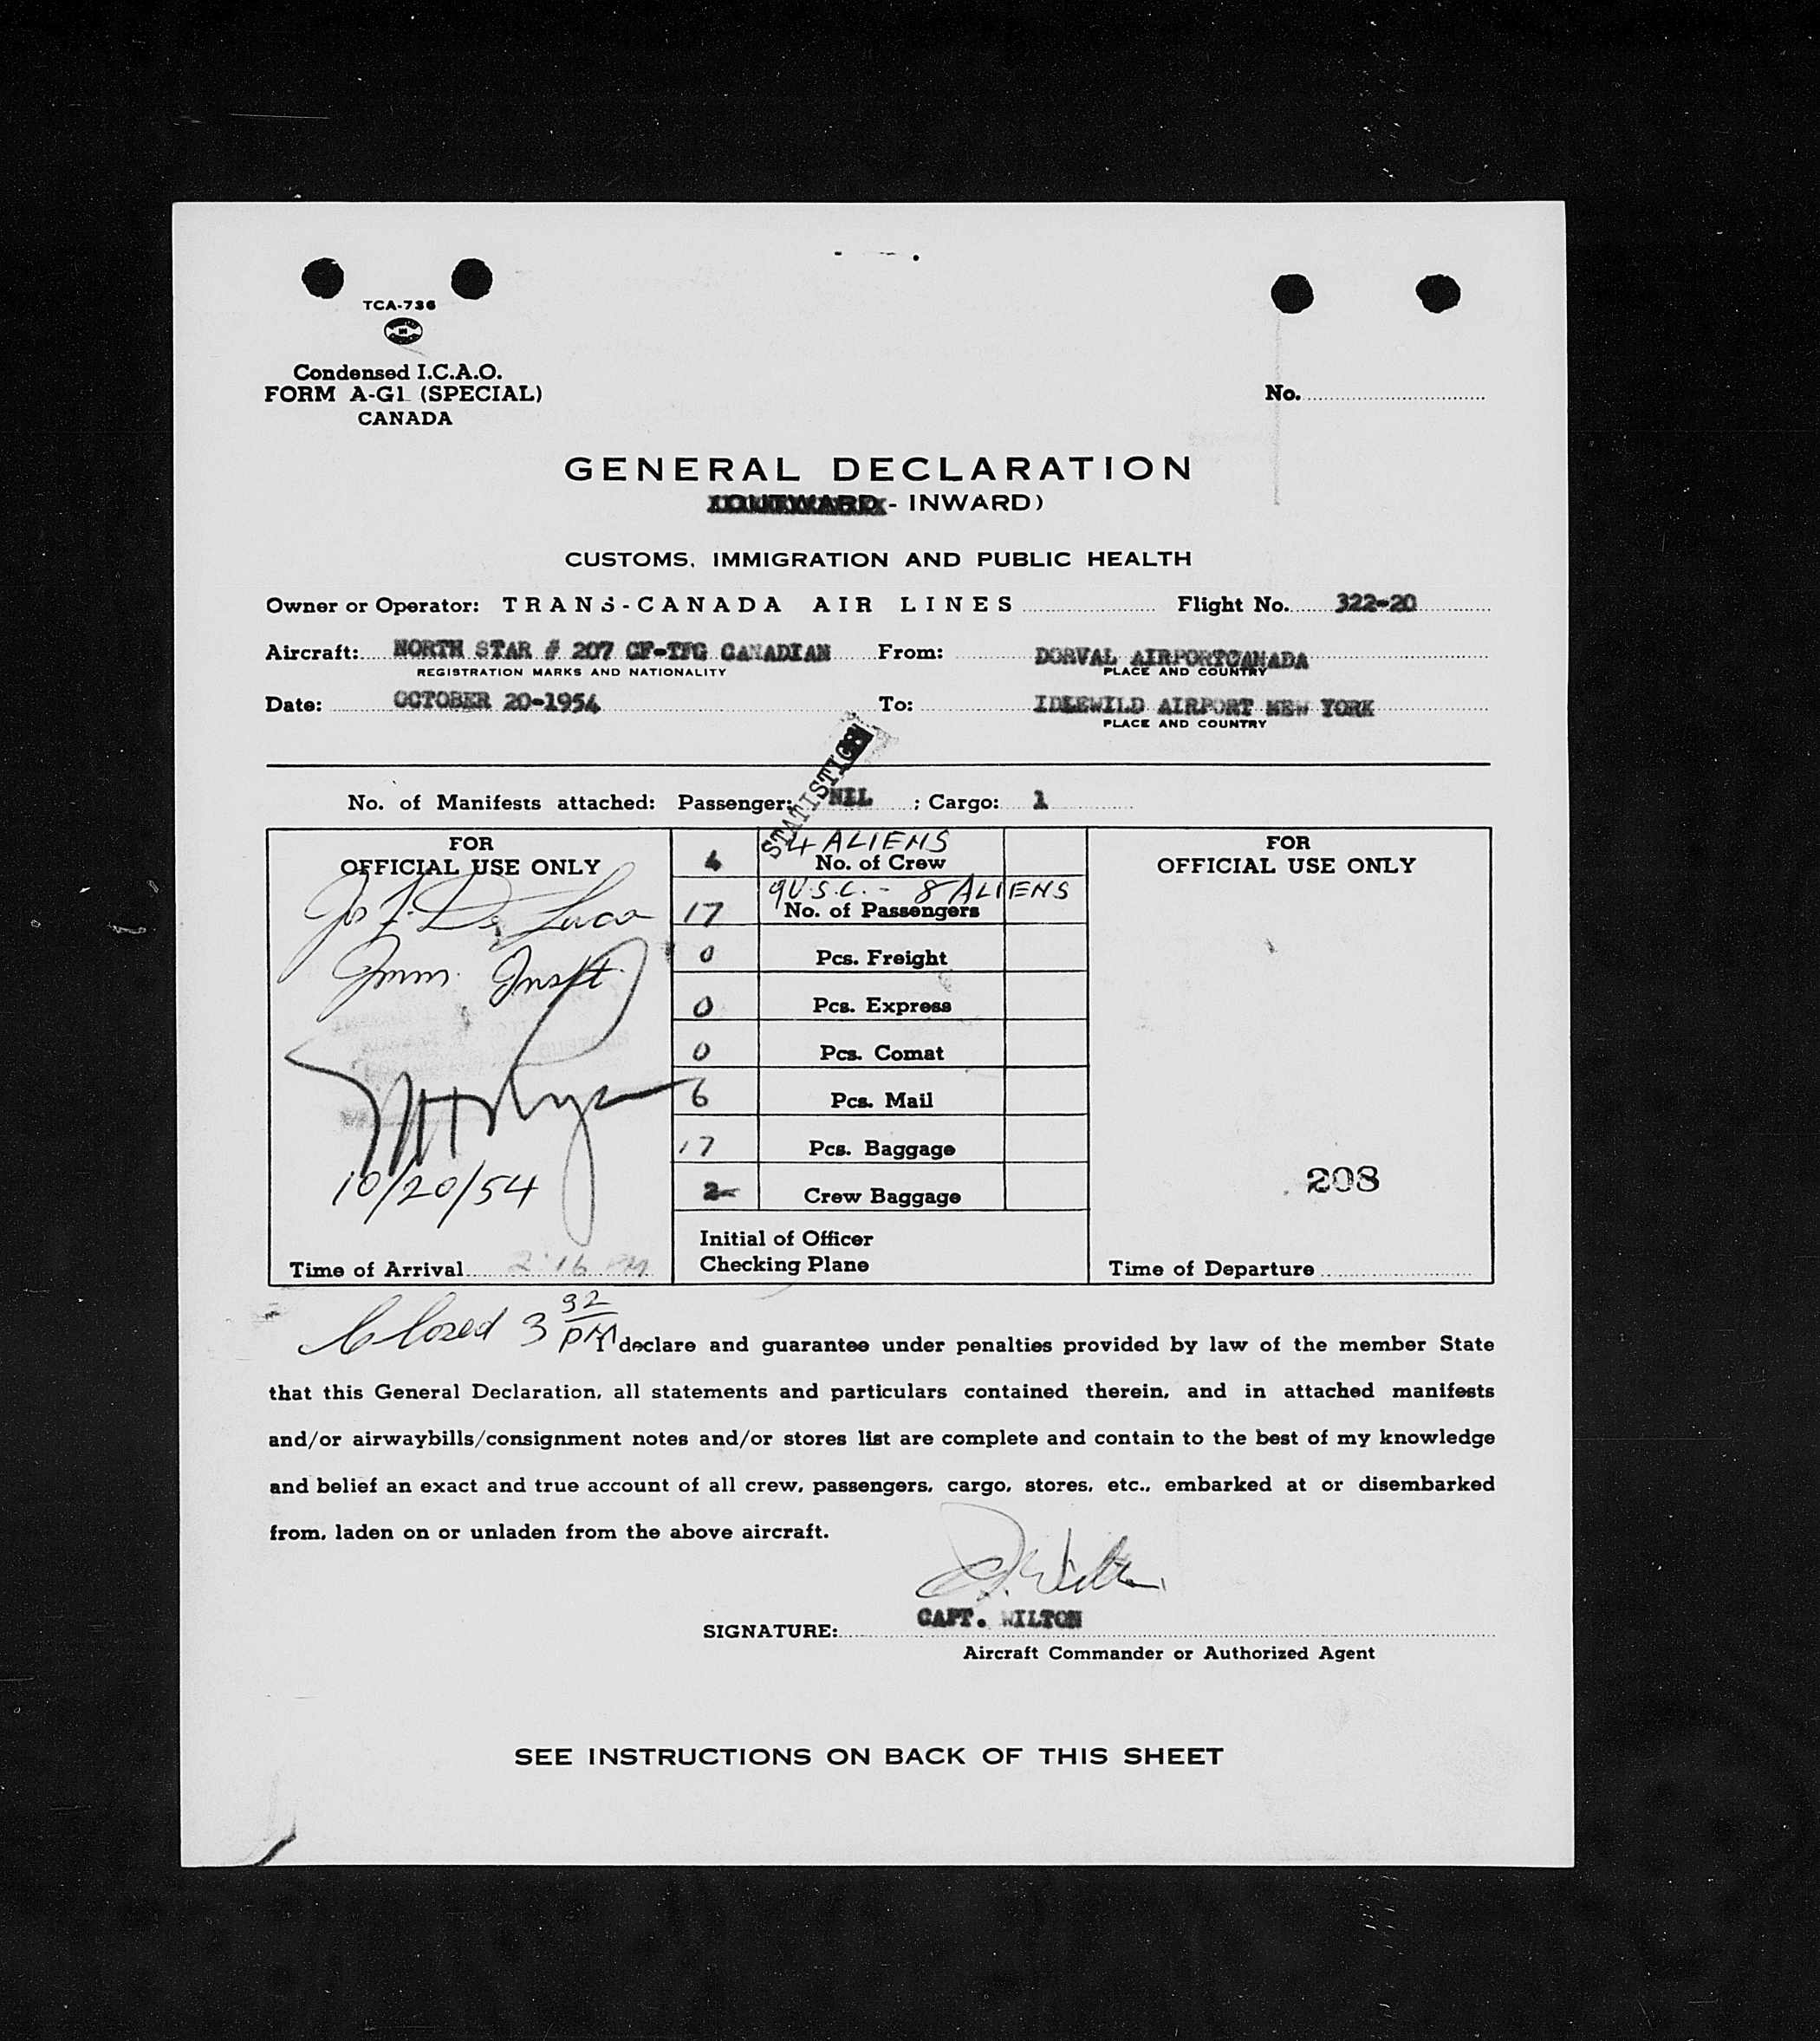 TCA-736
Condensed I.C.A.O.
FORM A-G1 (SPECIAL)
CANADA
No.
GENERAL DECLARATION
(OUTWARD - INWARD)
CUSTOMS, IMMIGRATION AND PUBLIC HEALTH
Owner or Operator: TRANS-CANADA AIR LINES Flight No. 322-20
Aircraft: NORTH STAR # 207 CF-TFG CANADIAN From: DORVAL AIRPORTCANADA
REGISTRATION MARKS AND NATIONALITY PLACE AND COUNTRY
Date: OCTOBER 20-1954 To: IDLEWILD AIRPORT NEW YORK
PLACE AND COUNTRY
No. of Manifests attached: Passenger: NIL ; Cargo: 1
FOR
OFFICIAL USE ONLY
Jo F. De Luca
Imm. Inspt.
10/20/54
Time of Arrival 2:16 PM
4 ALIENS
4 No. of Crew
9 U.S.C. - 8 ALIENS
17 No. of Passengers
0 Pcs. Freight
0 Pcs. Express
0 Pcs. Comat
6 Pcs. Mail
17 Pcs. Baggage
2 Crew Baggage
Initial of Officer
Checking Plane
FOR
OFFICIAL USE ONLY
208
Time of Departure
Closed 3 32 PM
I declare and guarantee under penalties provided by law of the member State
that this General Declaration, all statements and particulars contained therein, and in attached manifests
and/or airwaybills/consignment notes and/or stores list are complete and contain to the best of my knowledge
and belief an exact and true account of all crew, passengers, cargo, stores, etc., embarked at or disembarked
from, laden on or unladen from the above aircraft.
SIGNATURE: CAPT. WILTON
Aircraft Commander or Authorized Agent
SEE INSTRUCTIONS ON BACK OF THIS SHEET